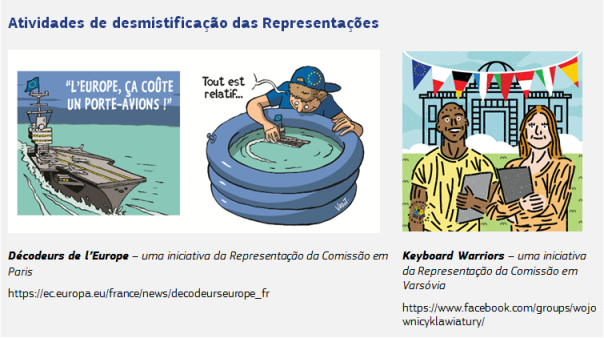 Atividades de desmistificação das Representações
“L’EUROPE, ÇA COÛTE
UN PORTE-AVIONS !”
Tout est
relatif...
Décodeurs de l’Europe – uma iniciativa da Representação da Comissão em
Paris
https://ec.europa.eu/france/news/decodeurseurope_fr
Keyboard Warriors – uma iniciativa
da Representação da Comissão em
Varsóvia
https://www.facebook.com/groups/wojo
wnicyklawiatury/